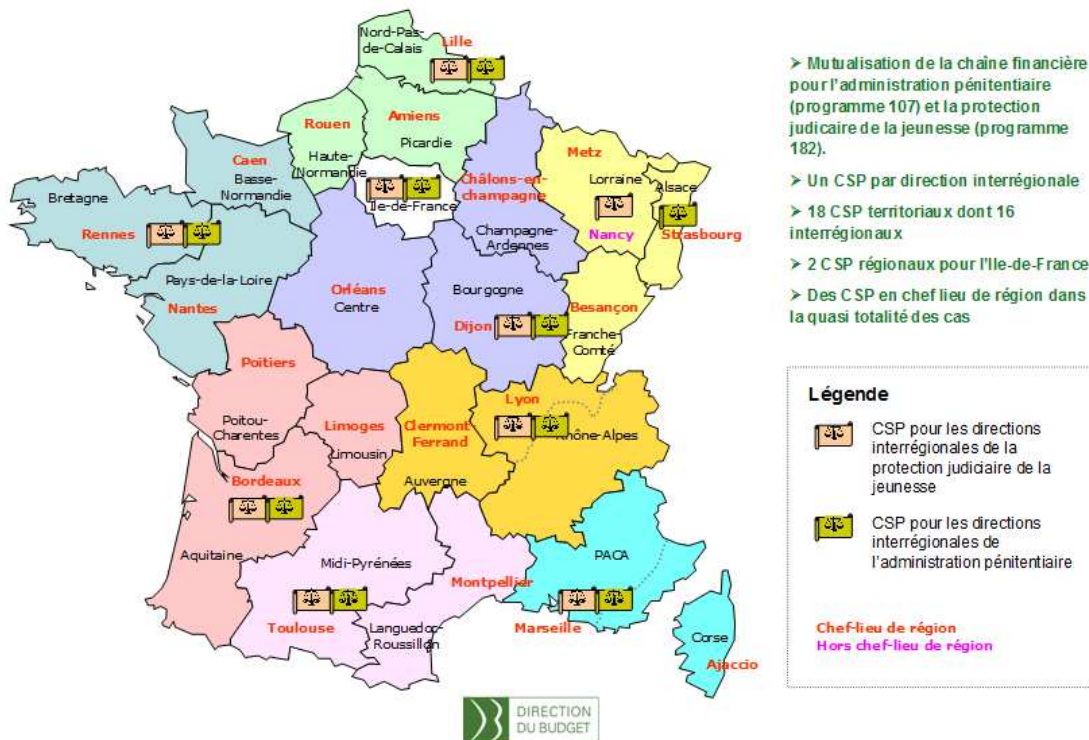 Nord-Pas-
de-Calais
Lille
Amiens
Picardie
Rouen
Haute-
Normandie
Caen
Basse-
Normandie
Ile-de-France
Châlons-en-
champagne
Champagne-
Ardennes
Metz
Lorraine
Nancy
Alsace
Strasbourg
Bretagne
Rennes
Pays-de-la-Loire
Nantes
Orléans
Centre
Bourgogne
Dijon
Besançon
Franche-
Comté
Poitiers
Poitou-
Charentes
Limoges
Limousin
Clermont
Ferrand
Auvergne
Lyon
Rhône-Alpes
Bordeaux
Aquitaine
Midi-Pyrénées
Toulouse
Montpellier
Languedoc-
Roussillon
PACA
Marseille
Corse
Ajaccio
➤ Mutualisation de la chaîne financière
pour l'administration pénitentiaire
(programme 107) et la protection
judicaire de la jeunesse (programme
182).
➤ Un CSP par direction interrégionale
➤ 18 CSP territoriaux dont 16
interrégionaux
➤ 2 CSP régionaux pour l'Ile-de-France
➤ Des CSP en chef lieu de région dans
la quasi totalité des cas
Légende
CSP pour les directions
interrégionales de la
protection judiciaire de la
jeunesse
CSP pour les directions
interrégionales de
l'administration pénitentiaire
Chef-lieu de région
Hors chef-lieu de région
DIRECTION
DU BUDGET